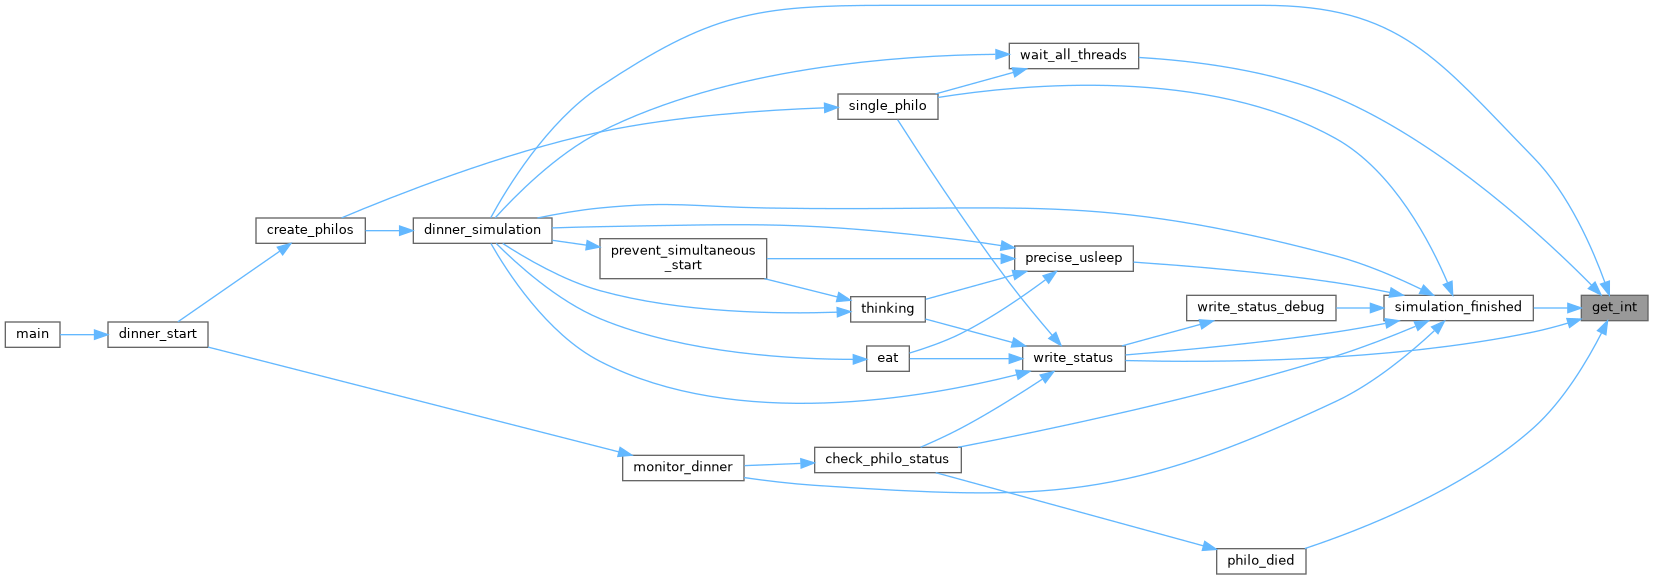 wait_all_threads
single_philo
create_philos
dinner_simulation
prevent_simultaneous
_start
precise_usleep
thinking
write_status_debug
simulation_finished
get_int
main
dinner_start
eat
write_status
monitor_dinner
check_philo_status
philo_died